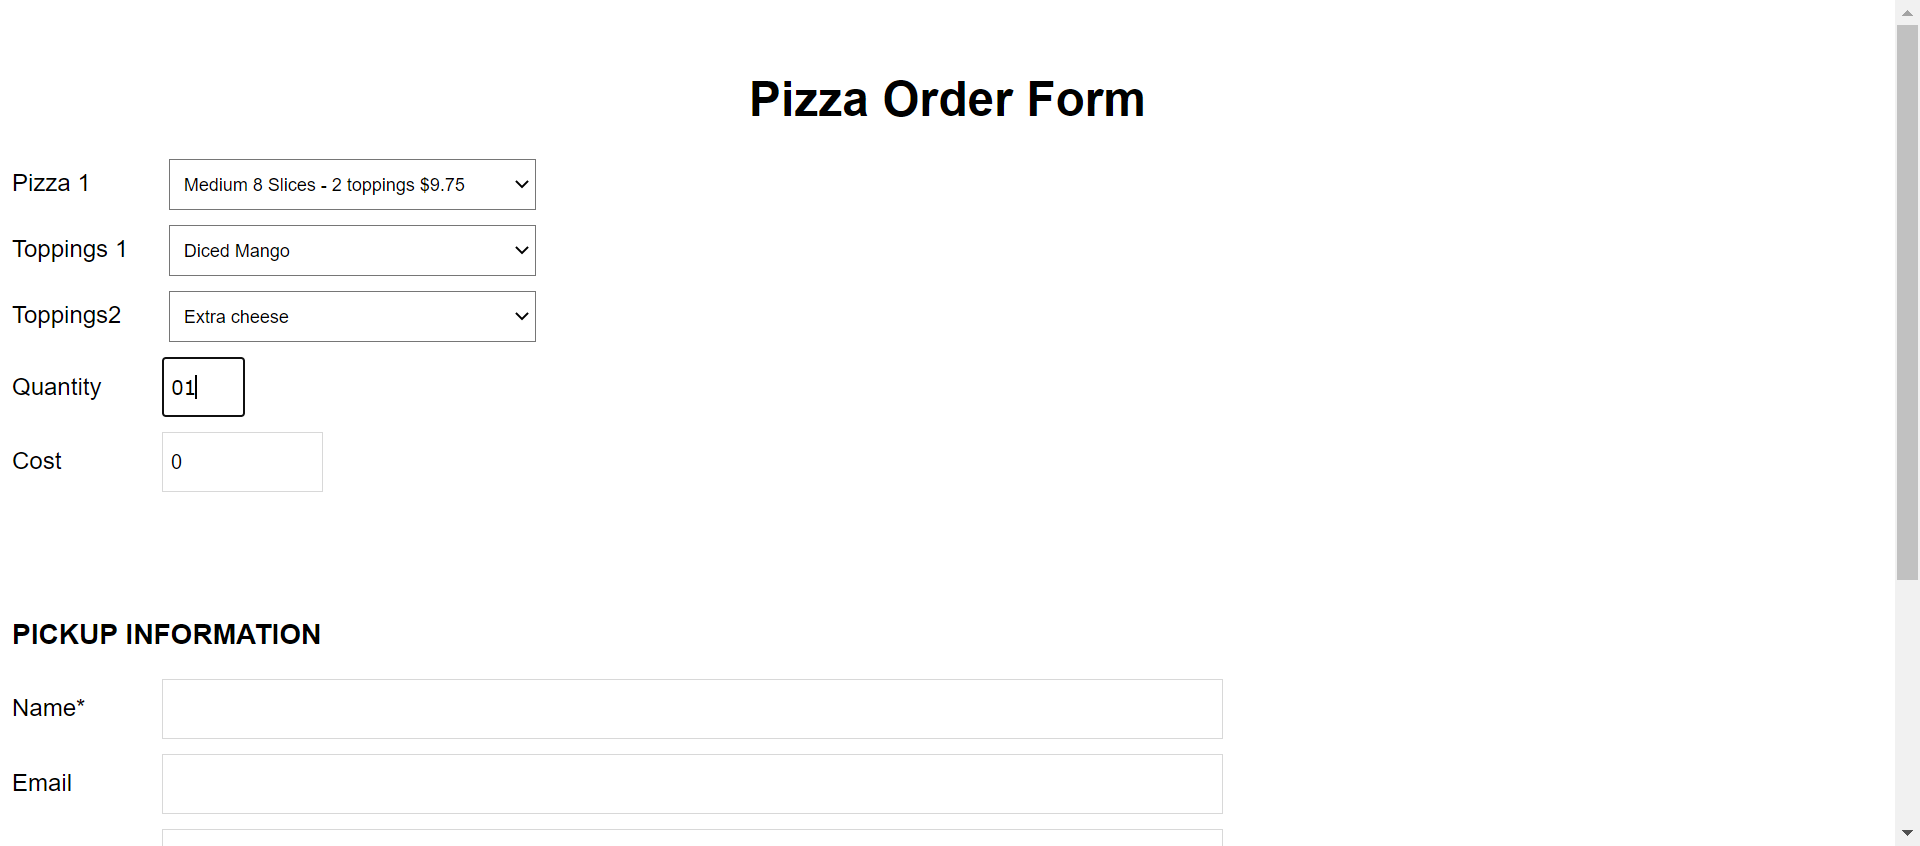 Pizza Order Form
Pizza 1 Medium 8 Slices - 2 toppings $9.75
Toppings 1 Diced Mango
Toppings2 Extra cheese
Quantity 01
Cost 0
PICKUP INFORMATION
Name*
Email